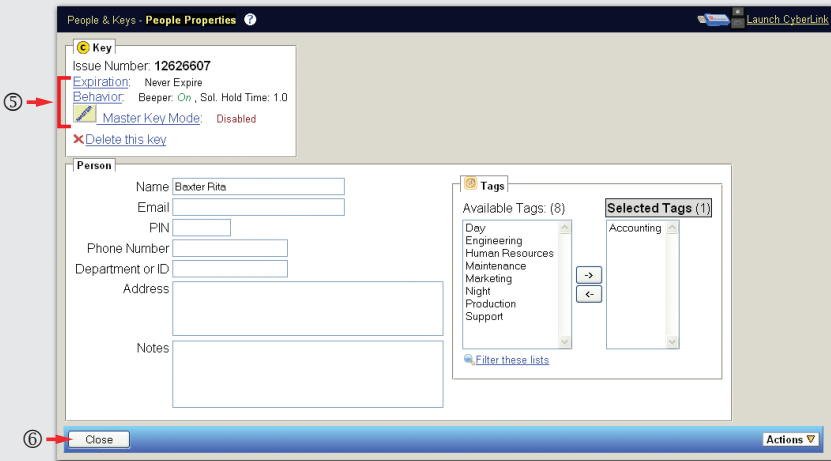 People & Keys - People Properties ?
Launch CyberLink
C Key
Issue Number: 12626607
Expiration: Never Expire
⑤
Behavior: Beeper: On , Sol. Hold Time: 1.0
Master Key Mode: Disabled
Delete this key
Person
Name Baxter Rita
Email
PIN
Phone Number
Department or ID
Address
Notes
Tags
Available Tags: (8)
Day
Engineering
Human Resources
Maintenance
Marketing
Night
Production
Support
->
<-
Selected Tags (1)
Accounting
Filter these lists
⑥
Close
Actions